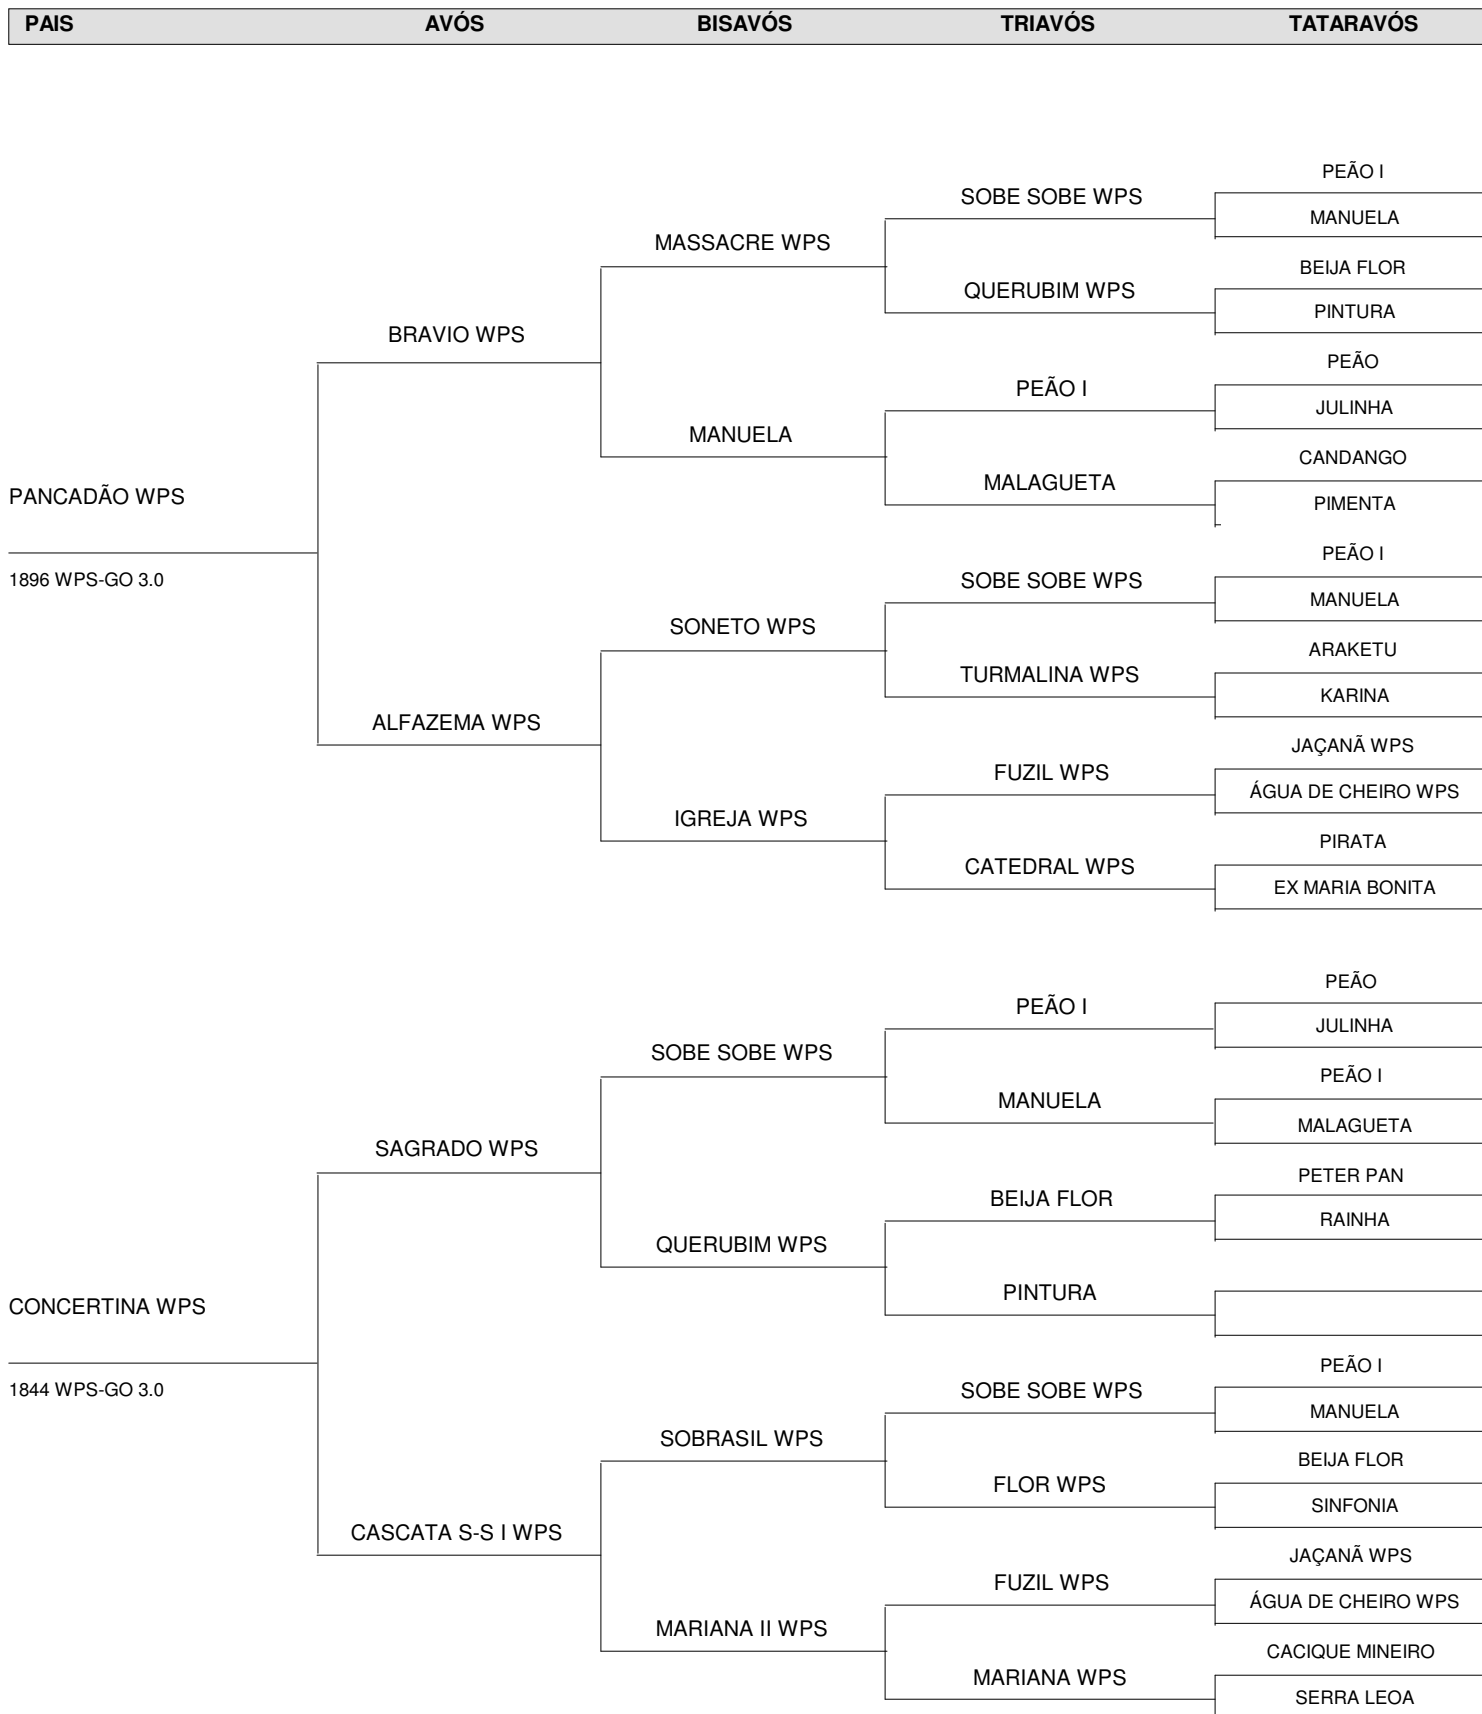 PAIS AVÓS BISAVÓS TRIAVÓS TATARAVÓS
PEÃO I
SOBE SOBE WPS
MANUELA
MASSACRE WPS
BEIJA FLOR
QUERUBIM WPS
PINTURA
BRAVIO WPS
PEÃO
PEÃO I
JULINHA
MANUELA
CANDANGO
MALAGUETA
PANCADÃO WPS
PIMENTA
PEÃO I
1896 WPS-GO 3.0
SOBE SOBE WPS
MANUELA
SONETO WPS
ARAKETU
TURMALINA WPS
KARINA
ALFAZEMA WPS
JAÇANÃ WPS
FUZIL WPS
ÁGUA DE CHEIRO WPS
IGREJA WPS
PIRATA
CATEDRAL WPS
EX MARIA BONITA
PEÃO
PEÃO I
JULINHA
SOBE SOBE WPS
PEÃO I
MANUELA
MALAGUETA
SAGRADO WPS
PETER PAN
BEIJA FLOR
RAINHA
QUERUBIM WPS
PINTURA
CONCERTINA WPS
PEÃO I
1844 WPS-GO 3.0
SOBE SOBE WPS
MANUELA
SOBRASIL WPS
BEIJA FLOR
FLOR WPS
SINFONIA
CASCATA S-S I WPS
JAÇANÃ WPS
FUZIL WPS
ÁGUA DE CHEIRO WPS
MARIANA II WPS
CACIQUE MINEIRO
MARIANA WPS
SERRA LEOA